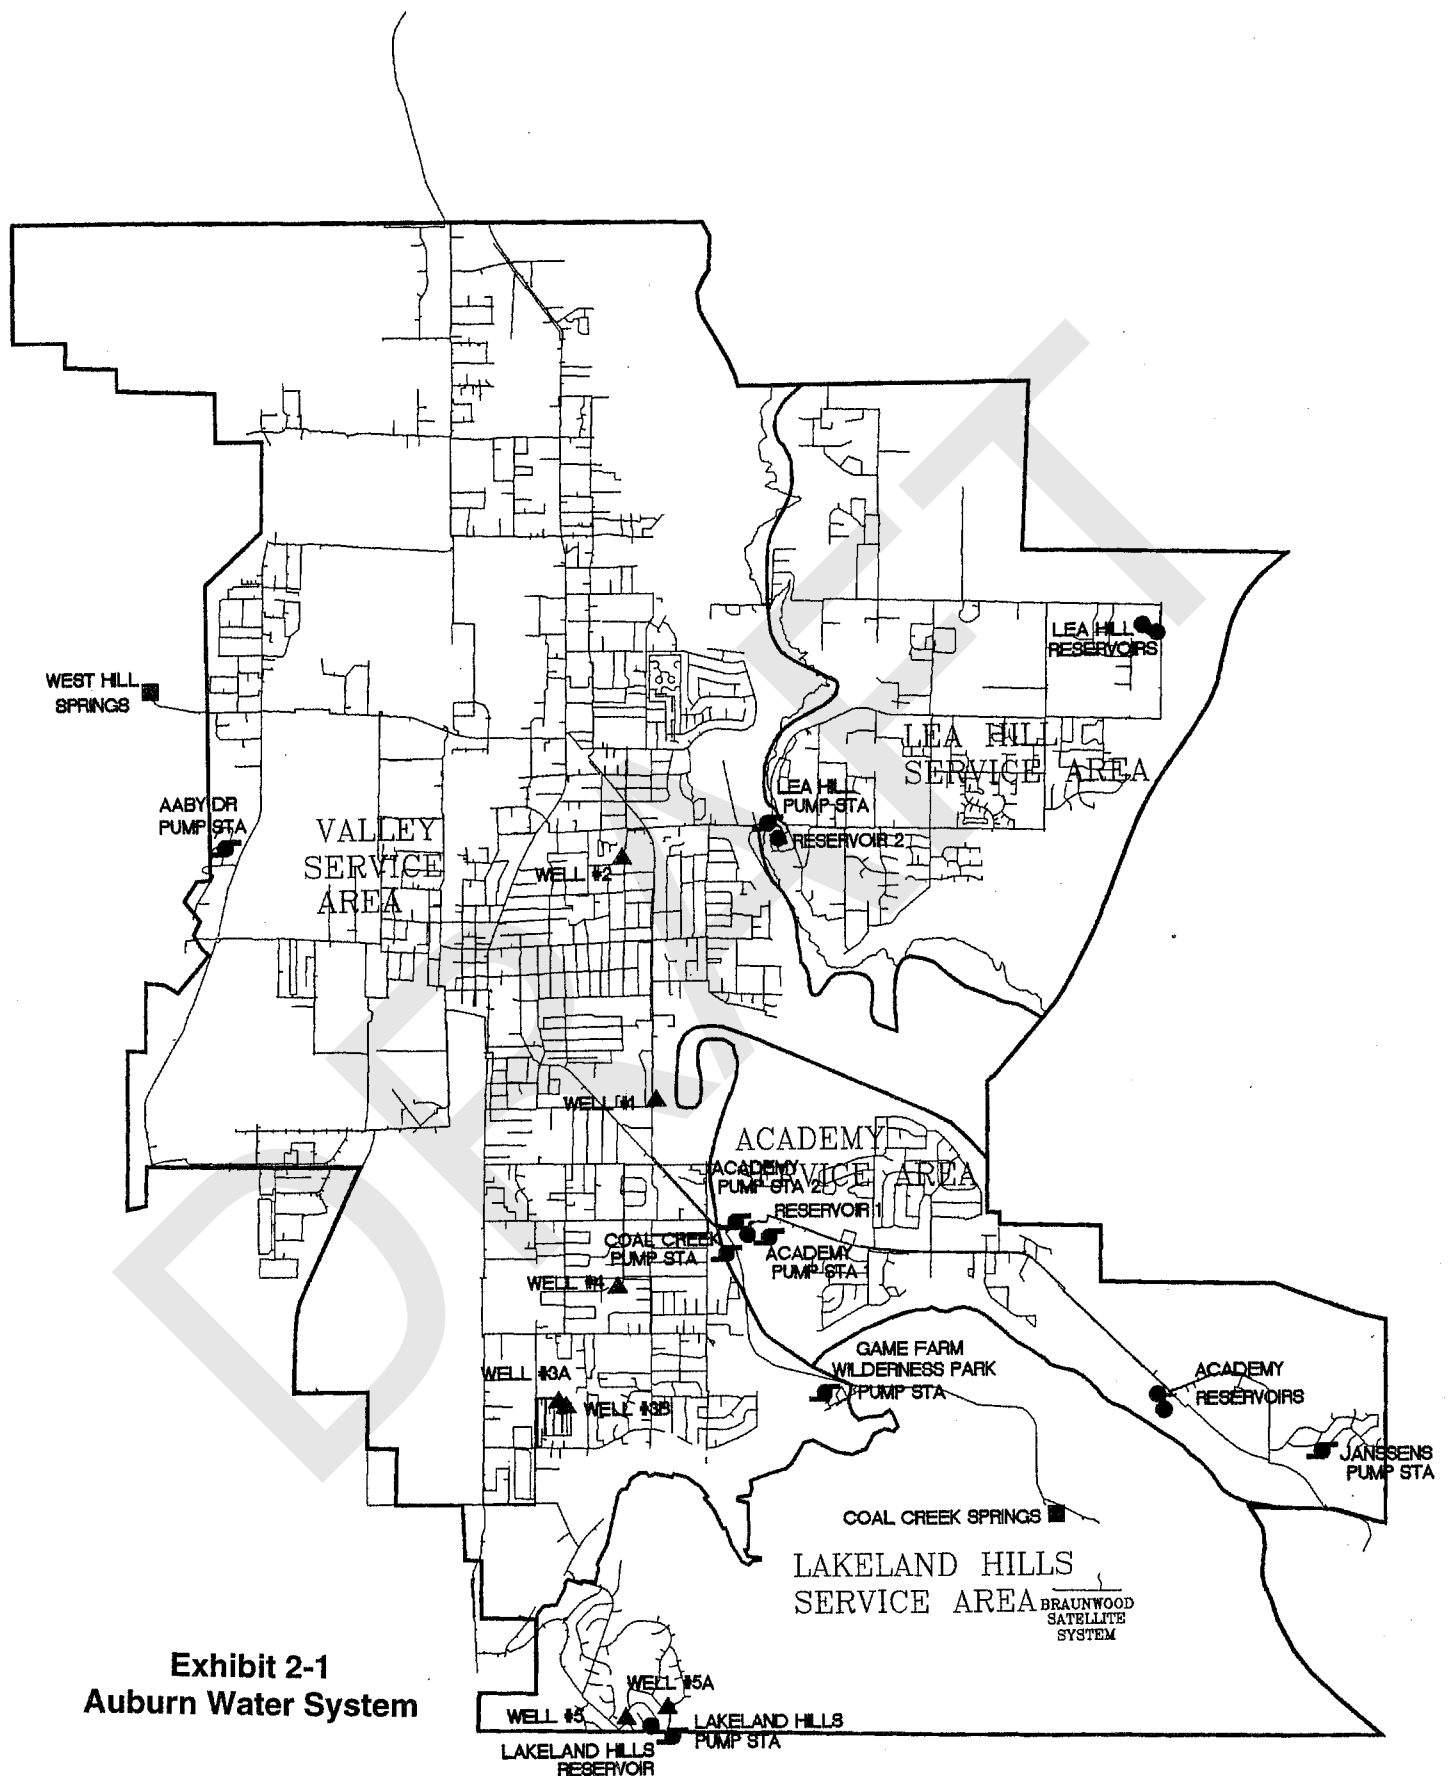 LEA HILL
RESERVOIRS
WEST HILL
SPRINGS
LEA HILL
SERVICE AREA
LEA HILL
PUMP STA
AABY DR
PUMP STA
VALLEY
SERVICE
AREA
RESERVOIR 2
WELL #2
WELL #1
ACADEMY
SERVICE AREA
ACADEMY
PUMP STA 2
RESERVOIR 1
COAL CREEK
PUMP STA
ACADEMY
PUMP STA 1
WELL #4
GAME FARM
WILDERNESS PARK
PUMP STA
WELL #3A
WELL #3B
ACADEMY
RESERVOIRS
JANSSENS
PUMP STA
COAL CREEK SPRINGS
LAKELAND HILLS
SERVICE AREA
BRAUNWOOD
SATELLITE
SYSTEM
Exhibit 2-1
Auburn Water System
WELL #5A
WELL #5
LAKELAND HILLS
PUMP STA
LAKELAND HILLS
RESERVOIR
DRAFT